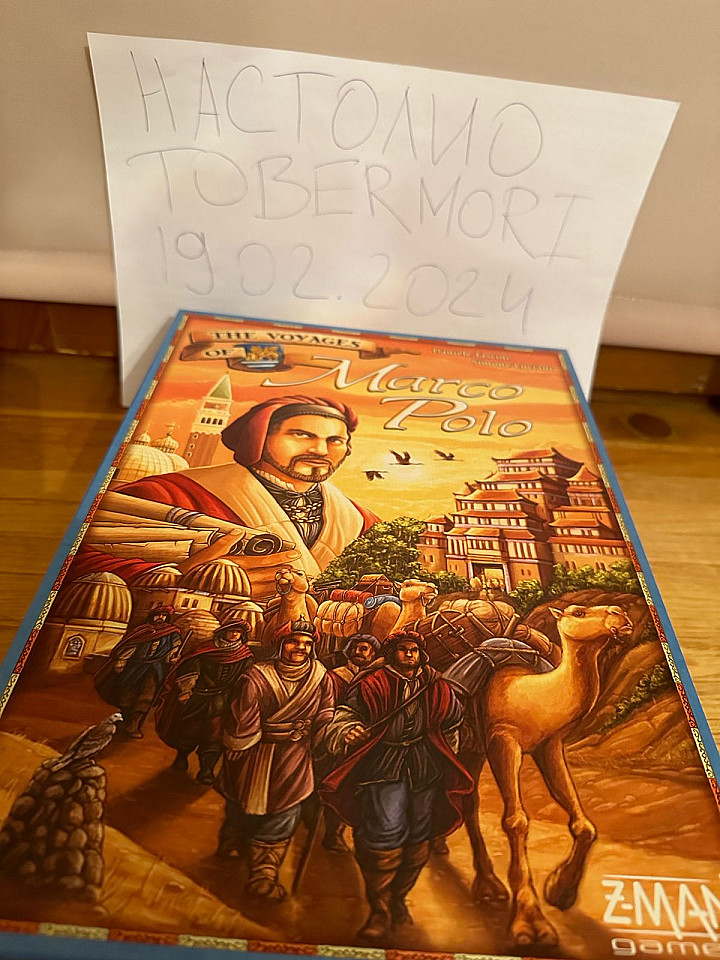 НАСТОЛИО
TOBERMORI
19.02.2024
THE VOYAGES
OF
Marco
Polo
Z-MAN
games